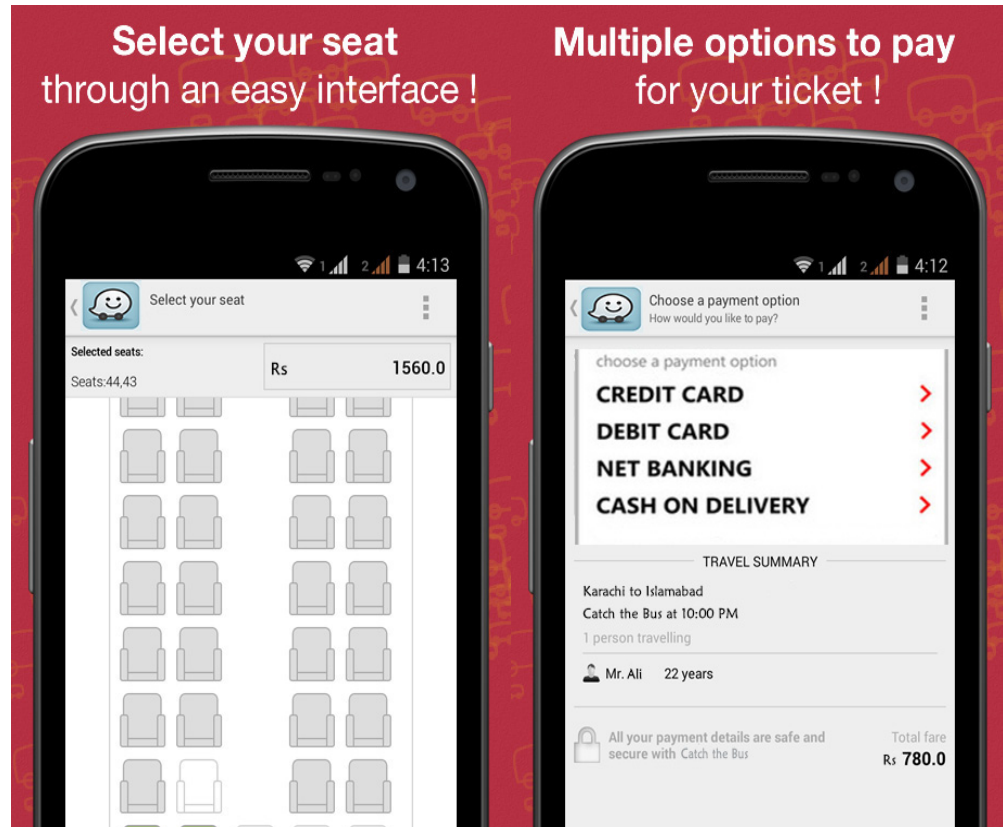 Select your seat
through an easy interface !
1 2 4:13
Select your seat
Selected seats:
Seats:44,43
Rs 1560.0
Multiple options to pay
for your ticket !
1 2 4:12
Choose a payment option
How would you like to pay?
choose a payment option
CREDIT CARD
DEBIT CARD
NET BANKING
CASH ON DELIVERY
TRAVEL SUMMARY
Karachi to Islamabad
Catch the Bus at 10:00 PM
1 person travelling
Mr. Ali 22 years
All your payment details are safe and
secure with Catch the Bus
Total fare
Rs 780.0